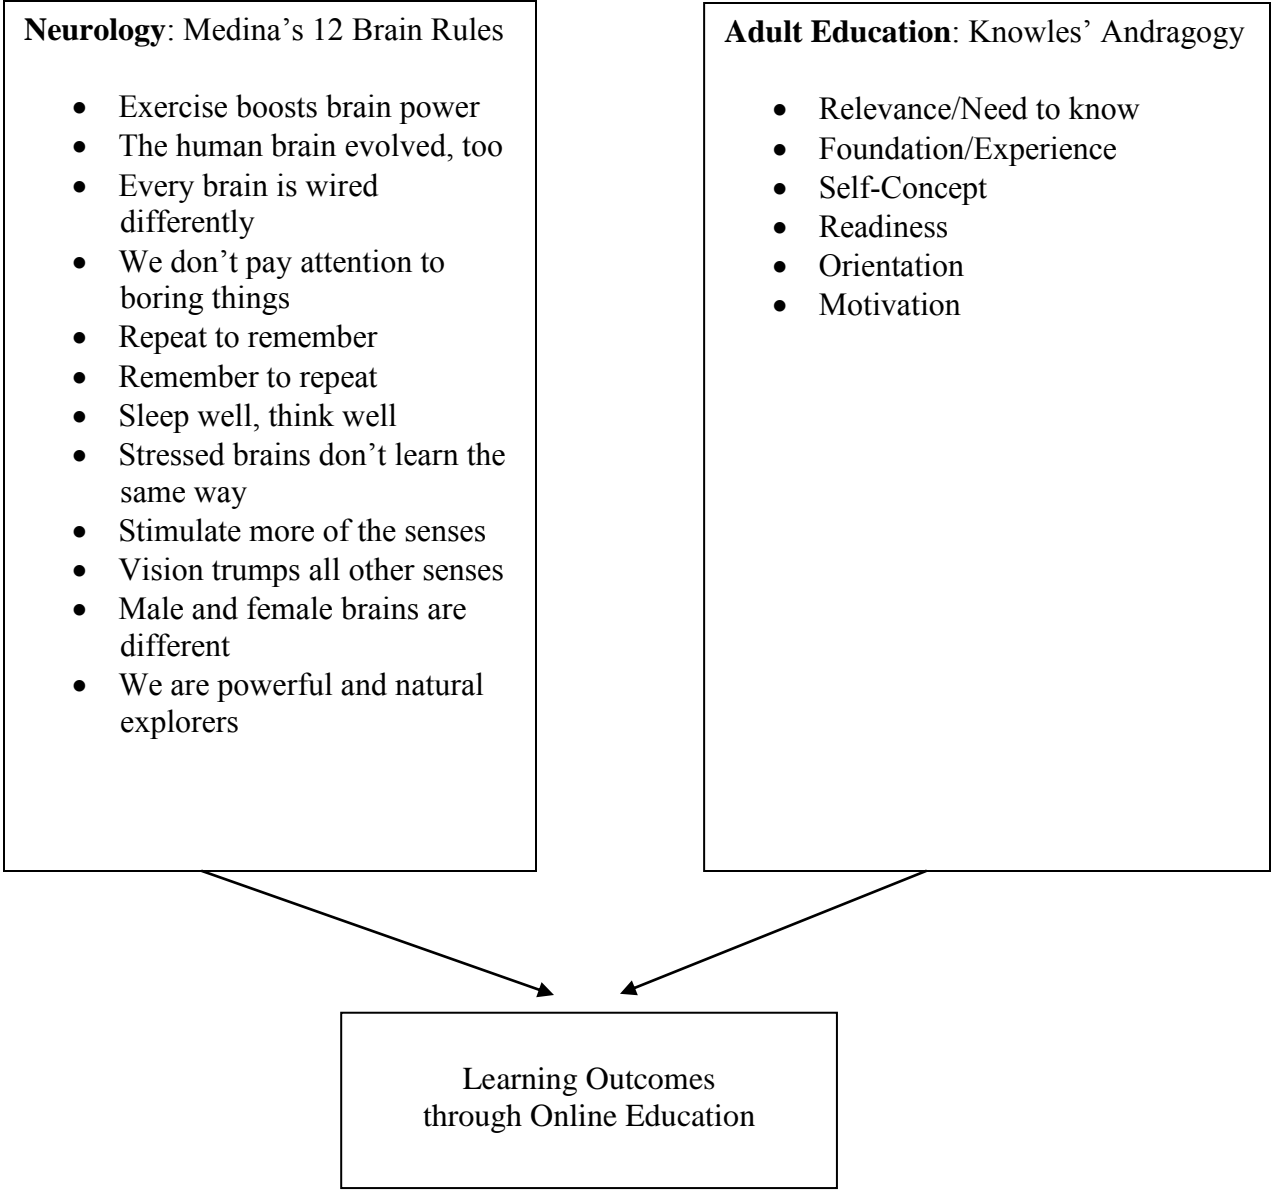 Neurology: Medina’s 12 Brain Rules
• Exercise boosts brain power
• The human brain evolved, too
• Every brain is wired
differently
• We don’t pay attention to
boring things
• Repeat to remember
• Remember to repeat
• Sleep well, think well
• Stressed brains don’t learn the
same way
• Stimulate more of the senses
• Vision trumps all other senses
• Male and female brains are
different
• We are powerful and natural
explorers
Adult Education: Knowles’ Andragogy
• Relevance/Need to know
• Foundation/Experience
• Self-Concept
• Readiness
• Orientation
• Motivation
Learning Outcomes
through Online Education